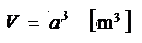 V = a³ [m³]